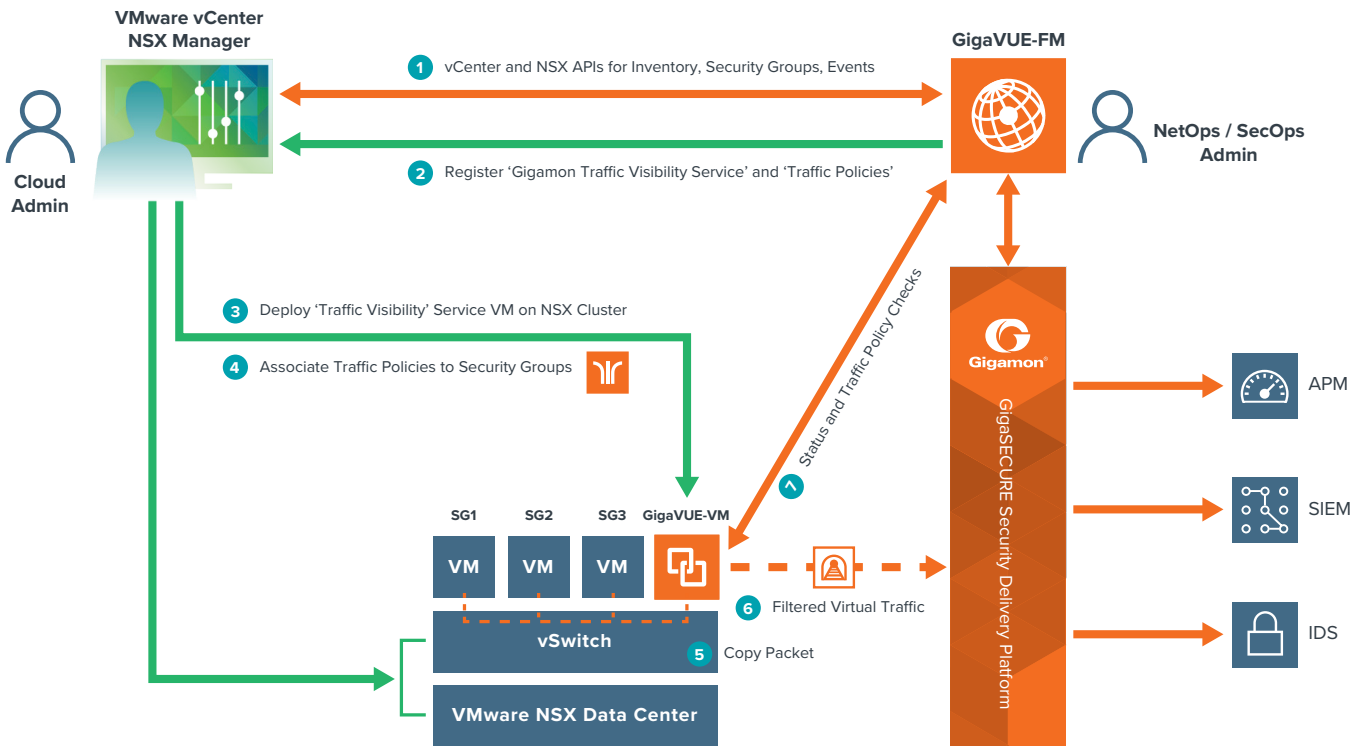 VMware vCenter
NSX Manager
GigaVUE-FM
1 vCenter and NSX APIs for Inventory, Security Groups, Events
Cloud
Admin
NetOps / SecOps
Admin
2 Register ‘Gigamon Traffic Visibility Service’ and ‘Traffic Policies’
3 Deploy ‘Traffic Visibility’ Service VM on NSX Cluster
4 Associate Traffic Policies to Security Groups
7 Status and Traffic Policy Checks
Gigamon®
GigaSECURE Security Delivery Platform
APM
SIEM
IDS
SG1
SG2
SG3
GigaVUE-VM
VM
VM
VM
6 Filtered Virtual Traffic
vSwitch
5 Copy Packet
VMware NSX Data Center